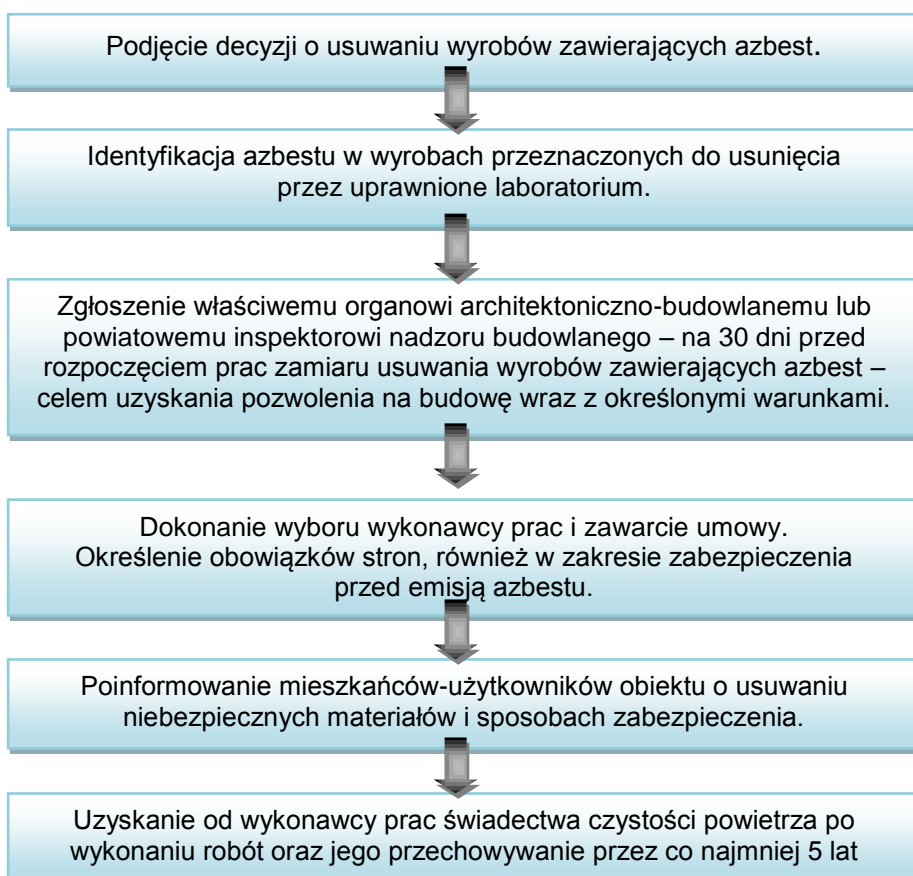 Podjęcie decyzji o usuwaniu wyrobów zawierających azbest.
Identyfikacja azbestu w wyrobach przeznaczonych do usunięcia
przez uprawnione laboratorium.
Zgłoszenie właściwemu organowi architektoniczno-budowlanemu lub
powiatowemu inspektorowi nadzoru budowlanego – na 30 dni przed
rozpoczęciem prac zamiaru usuwania wyrobów zawierających azbest –
celem uzyskania pozwolenia na budowę wraz z określonymi warunkami.
Dokonanie wyboru wykonawcy prac i zawarcie umowy.
Określenie obowiązków stron, również w zakresie zabezpieczenia
przed emisją azbestu.
Poinformowanie mieszkańców-użytkowników obiektu o usuwaniu
niebezpiecznych materiałów i sposobach zabezpieczenia.
Uzyskanie od wykonawcy prac świadectwa czystości powietrza po
wykonaniu robót oraz jego przechowywanie przez co najmniej 5 lat